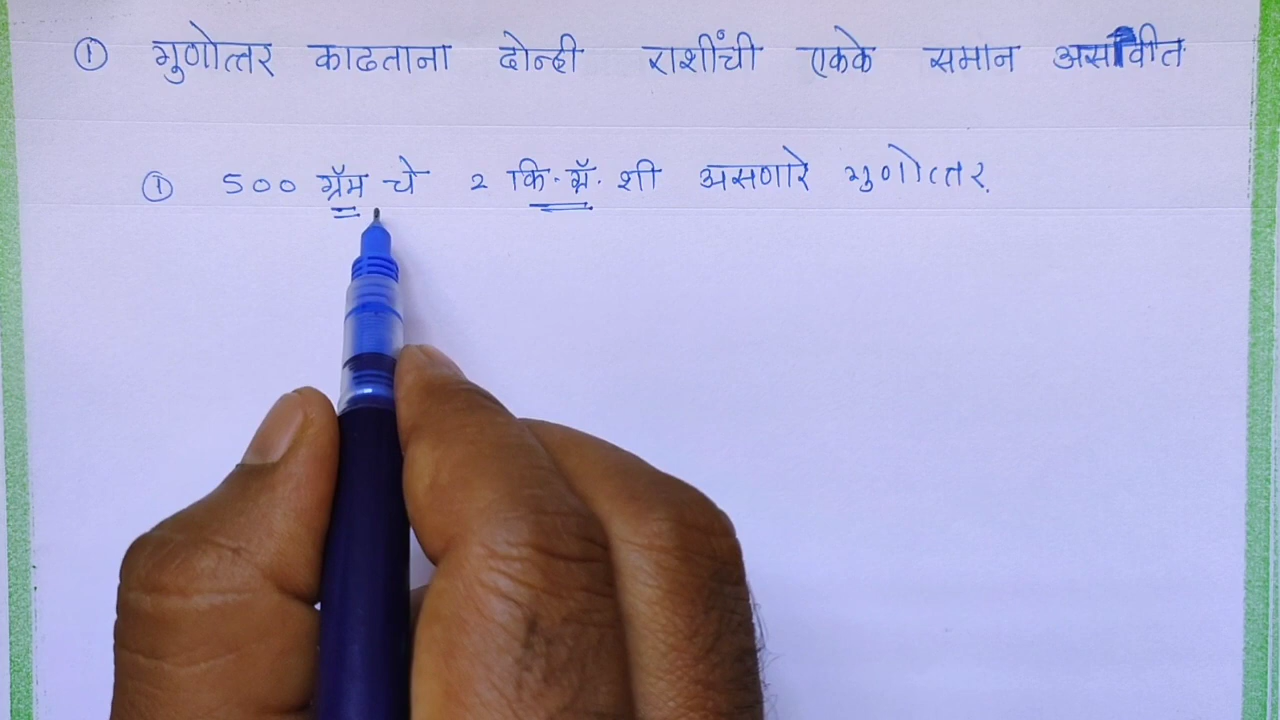 ① गुणोत्तर काढताना दोन्ही राशींची एकके समान असावीत
① 500 ग्रॅम चे 2 कि.ग्रॅ. शी असणारे गुणोत्तर.